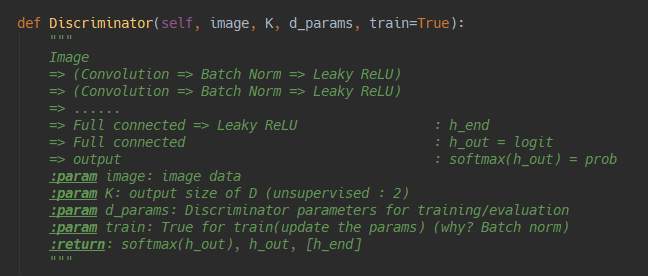 def Discriminator(self, image, K, d_params, train=True):
"""
Image
=> (Convolution => Batch Norm => Leaky ReLU)
=> (Convolution => Batch Norm => Leaky ReLU)
=> ......
=> Full connected => Leaky ReLU : h_end
=> Full connected : h_out = logit
=> output : softmax(h_out) = prob
:param image: image data
:param K: output size of D (unsupervised : 2)
:param d_params: Discriminator parameters for training/evaluation
:param train: True for train(update the params) (why? Batch norm)
:return: softmax(h_out), h_out, [h_end]
"""